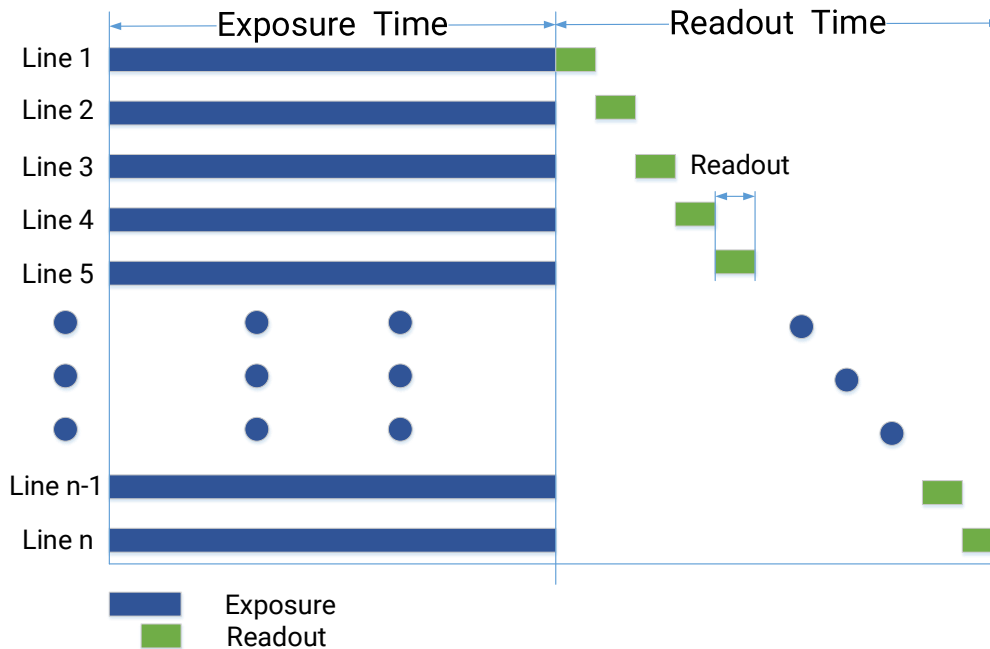 Exposure Time
Readout Time
Line 1
Line 2
Line 3
Readout
Line 4
Line 5
Line n-1
Line n
Exposure
Readout